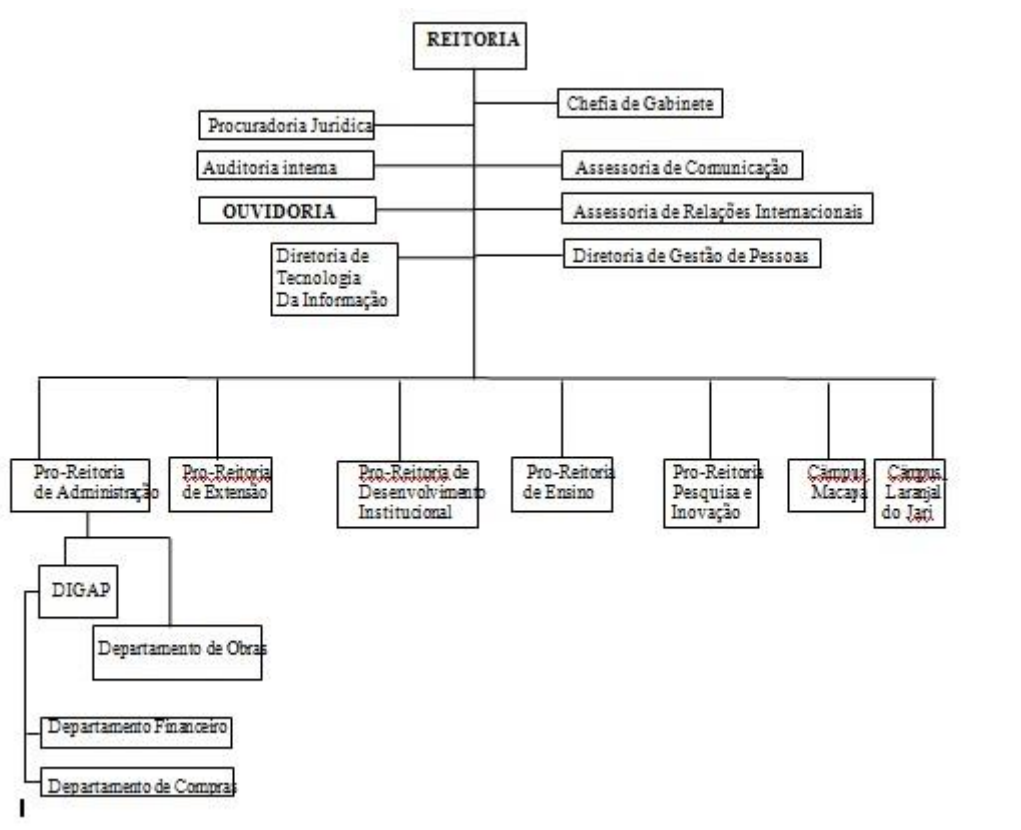 REITORIA
Chefia de Gabinete
Procuradoria Juridica
Auditoria interna
Assessoria de Comunicação
OUVIDORIA
Assessoria de Relações Internacionais
Diretoria de
Tecnologia
Da Informação
Diretoria de Gestão de Pessoas
Pro-Reitoria
de Administração
Pro-Reitoria
de Extensão
Pro-Reitoria de
Desenvolvimento
Institucional
Pro-Reitoria
de Ensino
Pro-Reitoria
Pesquisa e
Inovação
Câmpus
Macapa
Câmpus
Laranjal
do Jari
DIGAP
Departamento de Obras
Departamento Financeiro
Departamento de Compras